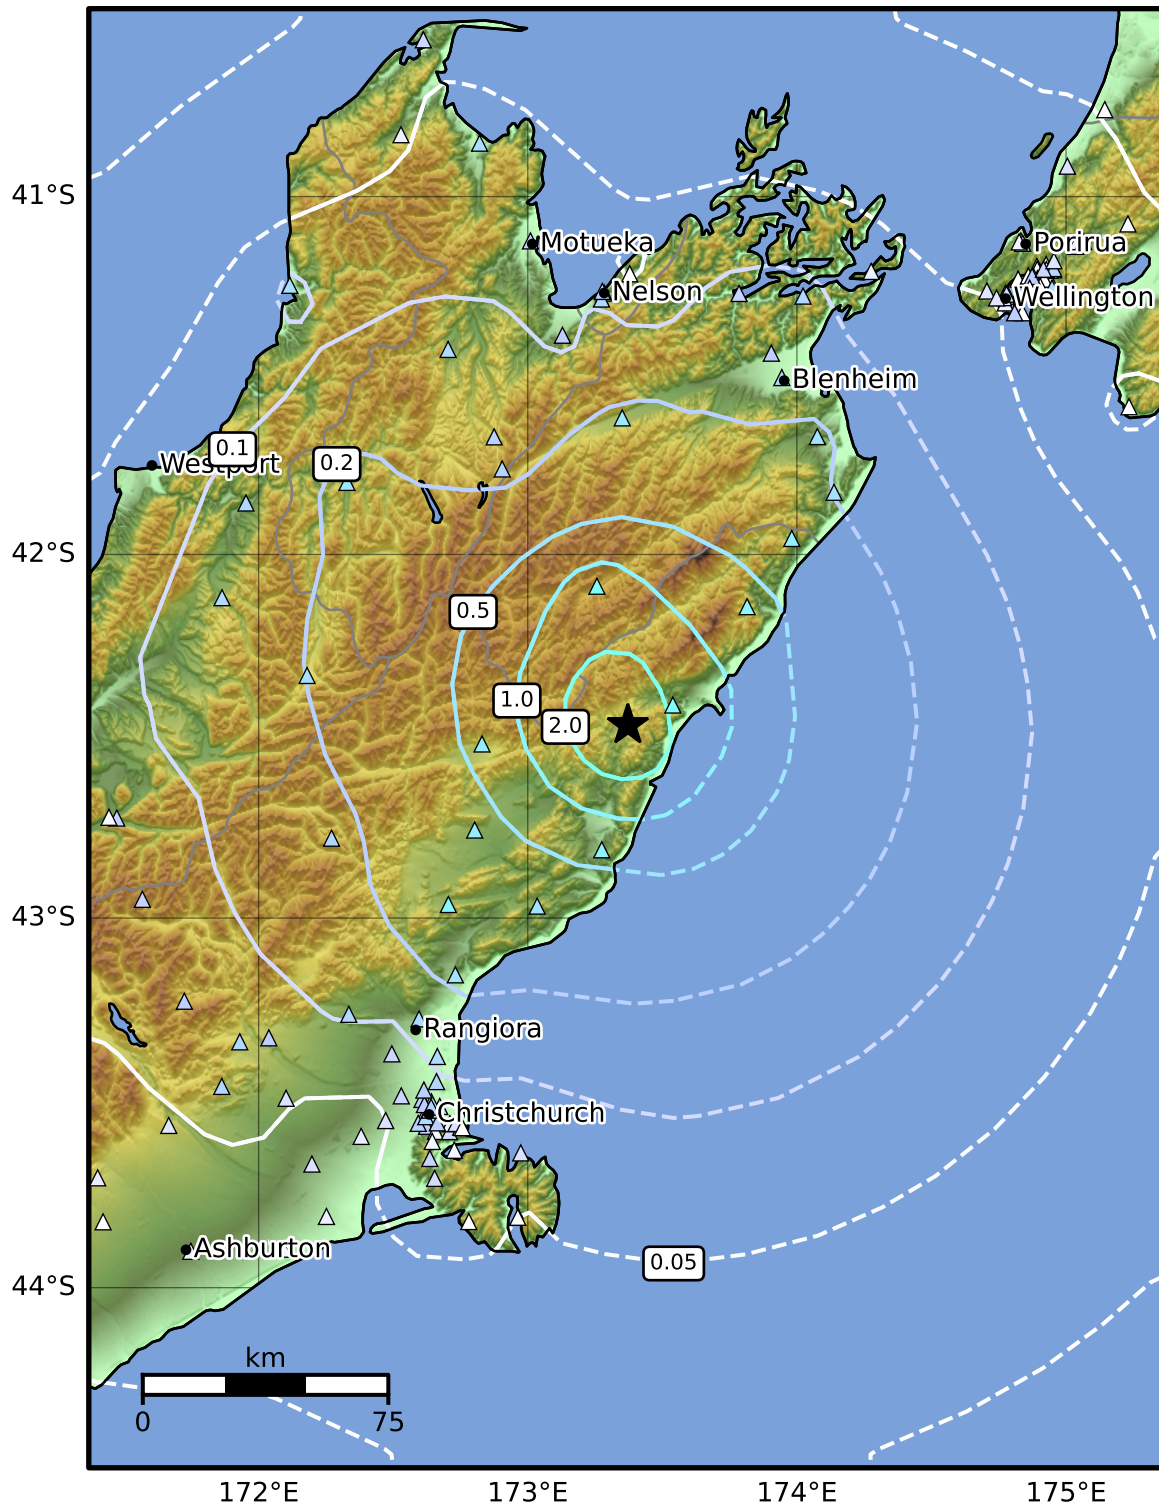 41°S
Motueka
Porirua
Nelson
Wellington
Blenheim
0.1
Westport
0.2
42°S
0.5
1.0
2.0
43°S
Rangiora
Christchurch
Ashburton
0.05
44°S
km
0 75
172°E 173°E 174°E 175°E